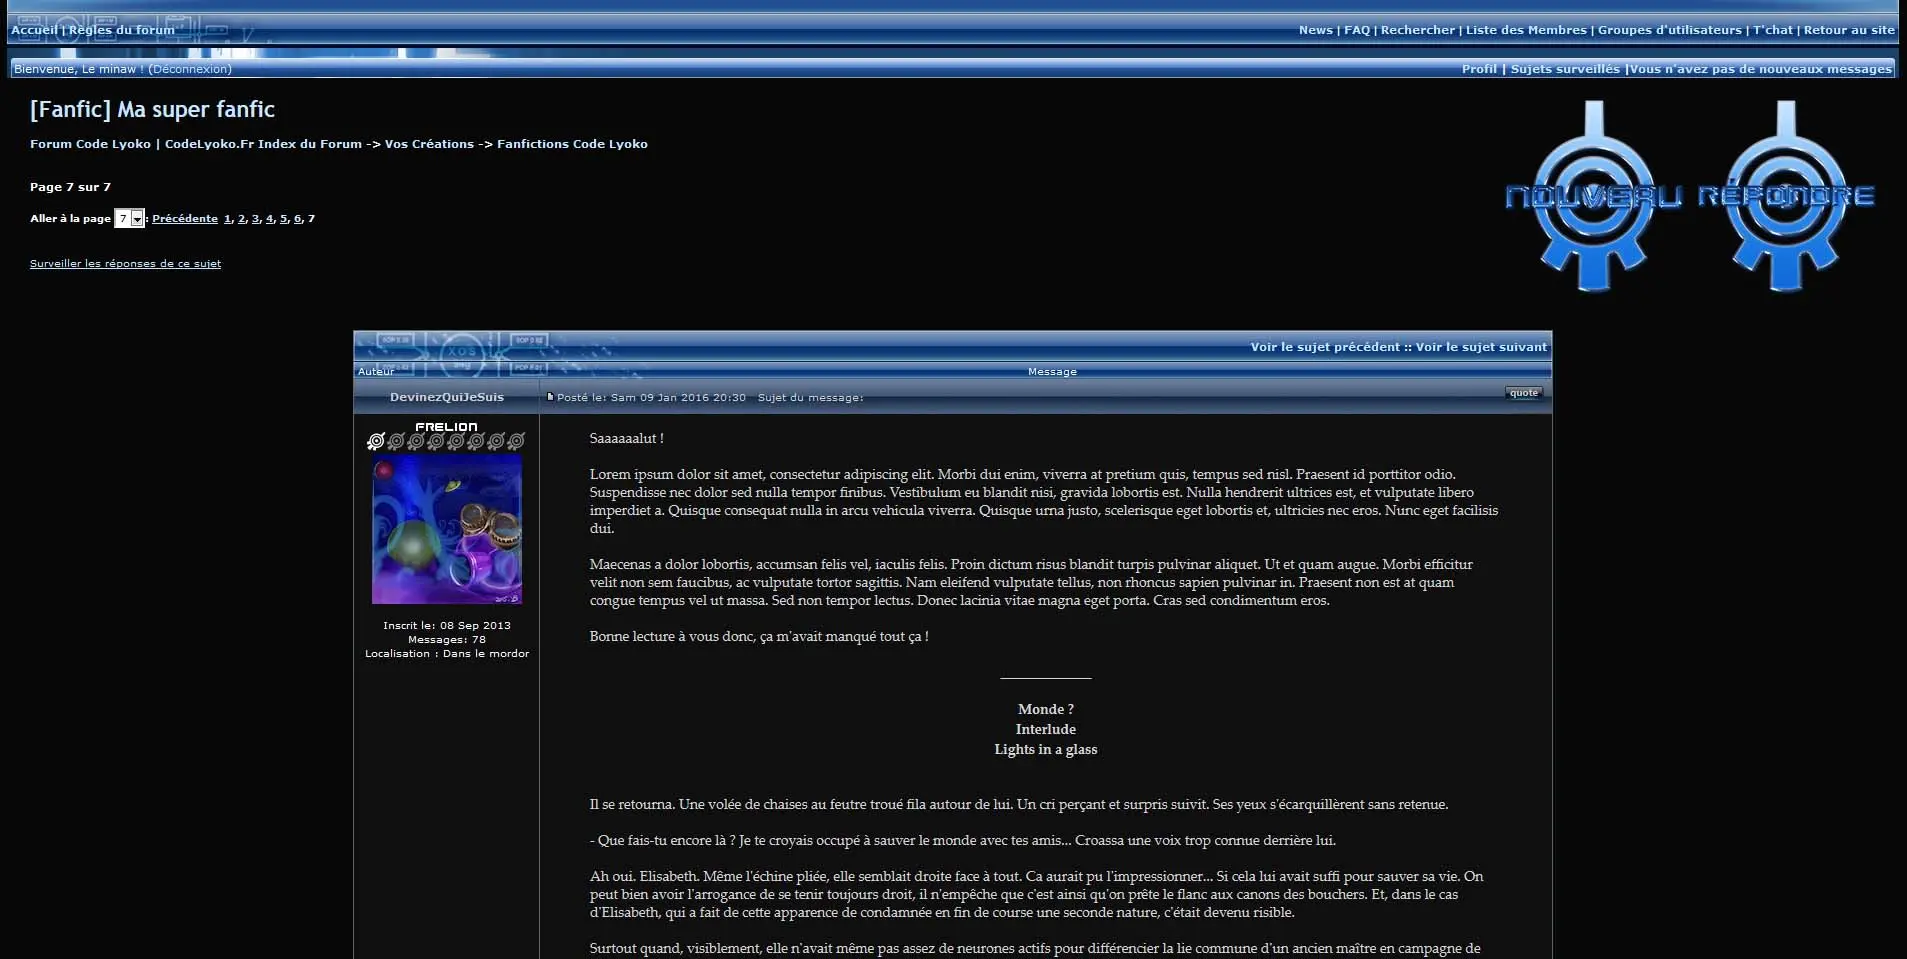 Accueil | Règles du forum
News | FAQ | Rechercher | Liste des Membres | Groupes d'utilisateurs | T'chat | Retour au site
Bienvenue, Le minaw ! (Déconnexion)
Profil | Sujets surveillés |Vous n'avez pas de nouveaux messages
[Fanfic] Ma super fanfic
Forum Code Lyoko | CodeLyoko.Fr Index du Forum -> Vos Créations -> Fanfictions Code Lyoko
NOUVEAU
RÉPONDRE
Page 7 sur 7
Aller à la page 7 : Précédente 1, 2, 3, 4, 5, 6, 7
Surveiller les réponses de ce sujet
XOS
Voir le sujet précédent :: Voir le sujet suivant
Auteur
Message
DevinezQuiJeSuis
Posté le: Sam 09 Jan 2016 20:30 Sujet du message:
quote
FRELION
Inscrit le: 08 Sep 2013
Messages: 78
Localisation : Dans le mordor
Saaaaaalut !
Lorem ipsum dolor sit amet, consectetur adipiscing elit. Morbi dui enim, viverra at pretium quis, tempus sed nisl. Praesent id porttitor odio.
Suspendisse nec dolor sed nulla tempor finibus. Vestibulum eu blandit nisi, gravida lobortis est. Nulla hendrerit ultrices est, et vulputate libero
imperdiet a. Quisque consequat nulla in arcu vehicula viverra. Quisque urna justo, scelerisque eget lobortis et, ultricies nec eros. Nunc eget facilisis
dui.
Maecenas a dolor lobortis, accumsan felis vel, iaculis felis. Proin dictum risus blandit turpis pulvinar aliquet. Ut et quam augue. Morbi efficitur
velit non sem faucibus, ac vulputate tortor sagittis. Nam eleifend vulputate tellus, non rhoncus sapien pulvinar in. Praesent non est at quam
congue tempus vel ut massa. Sed non tempor lectus. Donec lacinia vitae magna eget porta. Cras sed condimentum eros.
Bonne lecture à vous donc, ça m'avait manqué tout ça !
Monde ?
Interlude
Lights in a glass
Il se retourna. Une volée de chaises au feutre troué fila autour de lui. Un cri perçant et surpris suivit. Ses yeux s'écarquillèrent sans retenue.
- Que fais-tu encore là ? Je te croyais occupé à sauver le monde avec tes amis... Croassa une voix trop connue derrière lui.
Ah oui. Elisabeth. Même l'échine pliée, elle semblait droite face à tout. Ca aurait pu l'impressionner... Si cela lui avait suffi pour sauver sa vie. On
peut bien avoir l'arrogance de se tenir toujours droit, il n'empêche que c'est ainsi qu'on prête le flanc aux canons des bouchers. Et, dans le cas
d'Elisabeth, qui a fait de cette apparence de condamnée en fin de course une seconde nature, c'était devenu risible.
Surtout quand, visiblement, elle n'avait même pas assez de neurones actifs pour différencier la lie commune d'un ancien maître en campagne de